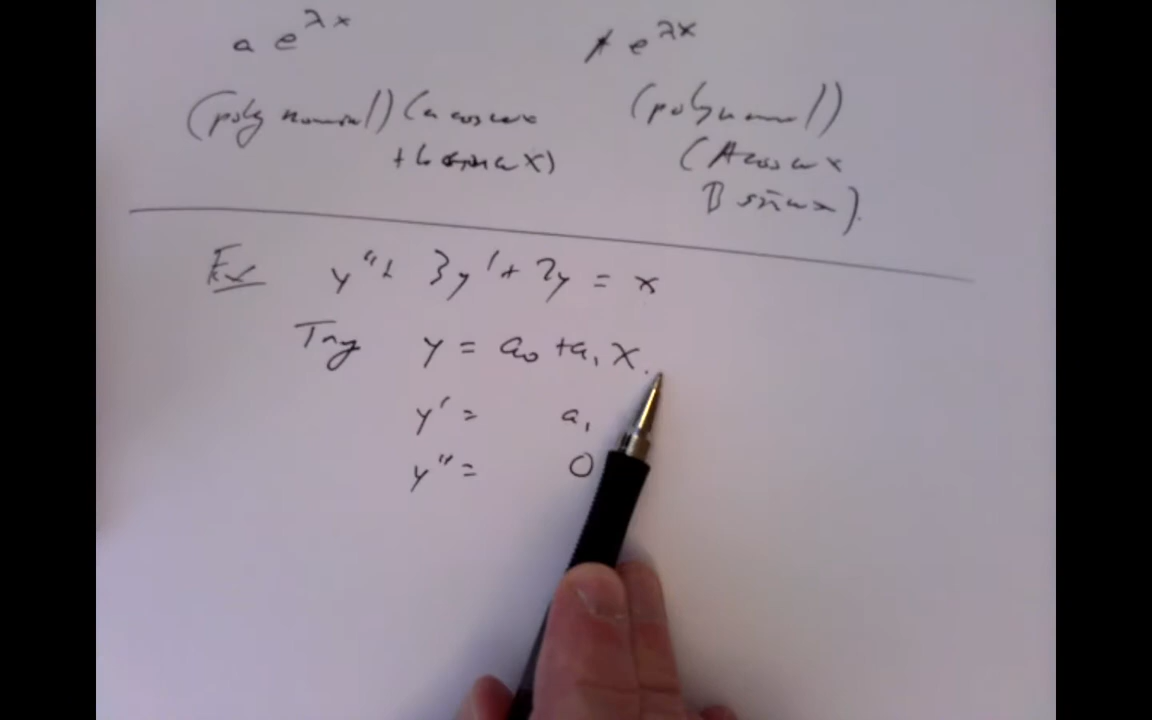 a e^{λx} A e^{λx}
(polynomial) (a cos ωx (polynomial)
+ b sin ωx) (A cos ωx
B sin ωx).
Ex y" + 3y' + 2y = x
Try y = a₀ + a₁ x.
y' = a₁
y" = 0